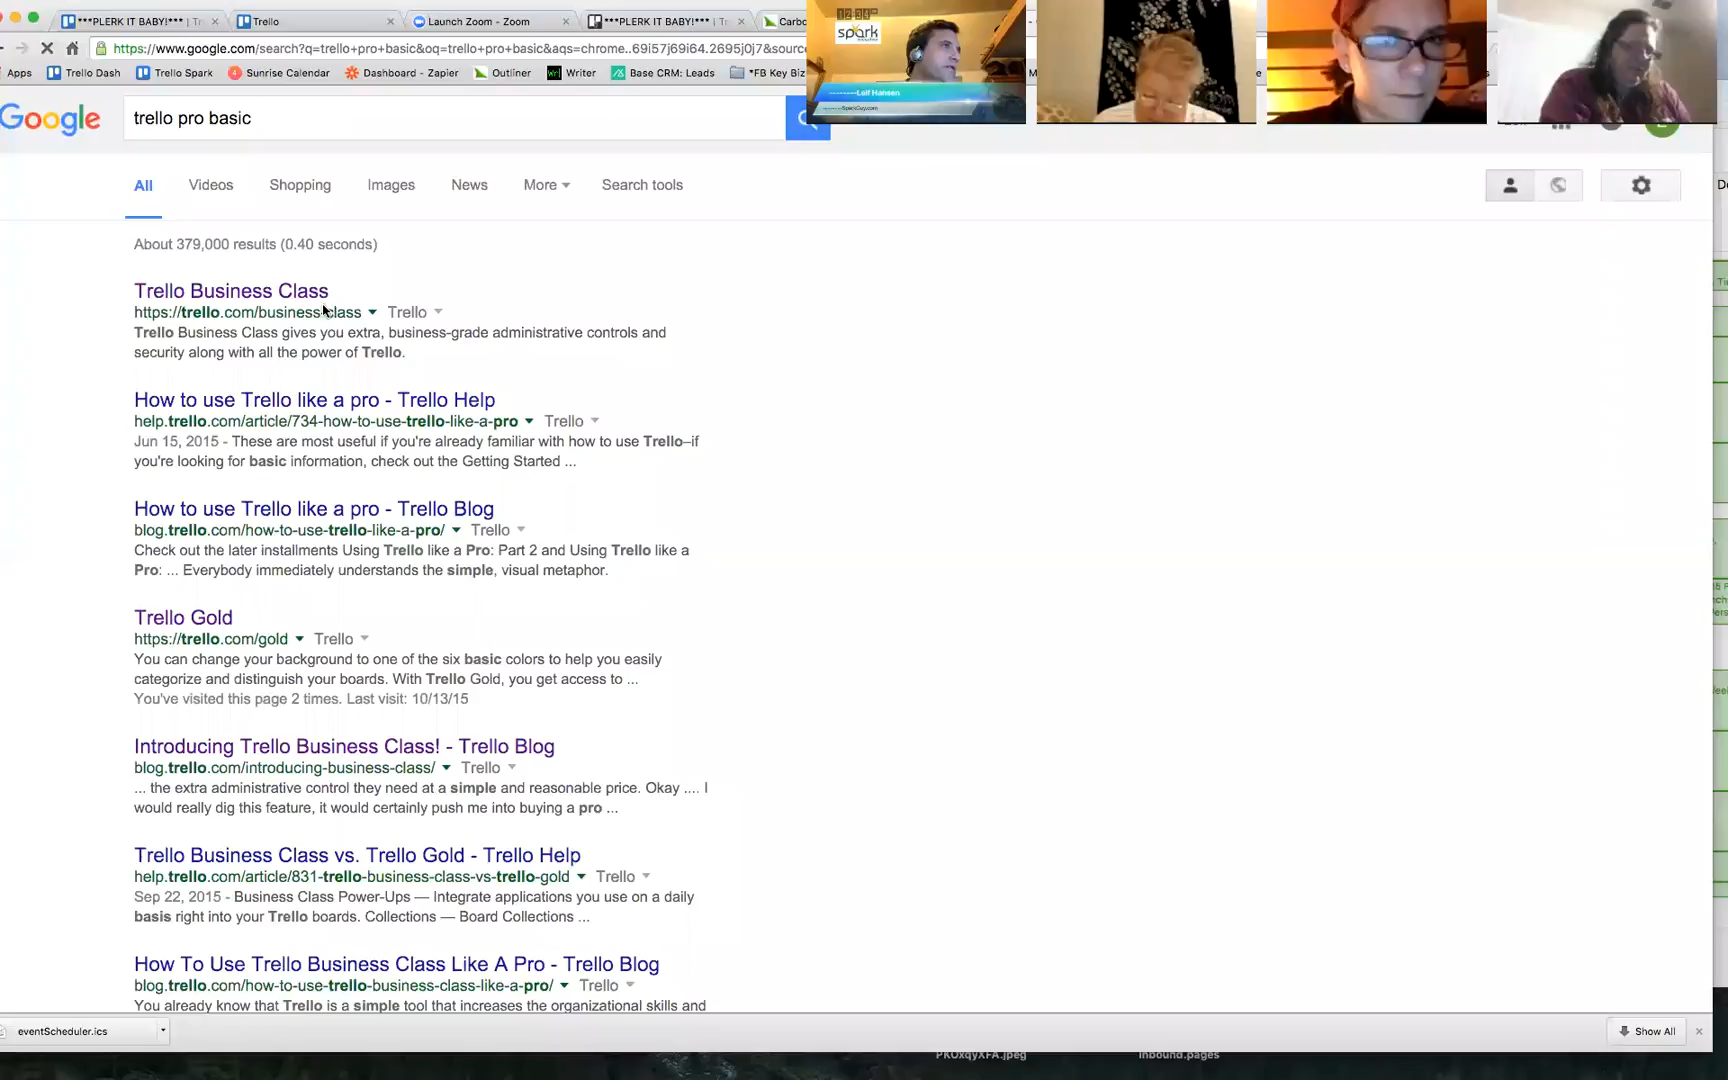 ***PLERK IT BABY!*** | Tr
Trello
Launch Zoom - Zoom
***PLERK IT BABY!*** | Tr
Carbo
https://www.google.com/search?q=trello+pro+basic&oq=trello+pro+basic&aqs=chrome..69i57j69i64.2695j0j7&source
Apps
Trello Dash
Trello Spark
Sunrise Calendar
Dashboard - Zapier
Outliner
Writer
Base CRM: Leads
*FB Key Biz
12:34
spark
Leif Hansen
SparkGuy.com
Google
trello pro basic
All
Videos
Shopping
Images
News
More
Search tools
About 379,000 results (0.40 seconds)
Trello Business Class
https://trello.com/business-class
Trello
Trello Business Class gives you extra, business-grade administrative controls and
security along with all the power of Trello.
How to use Trello like a pro - Trello Help
help.trello.com/article/734-how-to-use-trello-like-a-pro
Trello
Jun 15, 2015 - These are most useful if you're already familiar with how to use Trello–if
you're looking for basic information, check out the Getting Started ...
How to use Trello like a pro - Trello Blog
blog.trello.com/how-to-use-trello-like-a-pro/
Trello
Check out the later installments Using Trello like a Pro: Part 2 and Using Trello like a
Pro: ... Everybody immediately understands the simple, visual metaphor.
Trello Gold
https://trello.com/gold
Trello
You can change your background to one of the six basic colors to help you easily
categorize and distinguish your boards. With Trello Gold, you get access to ...
You've visited this page 2 times. Last visit: 10/13/15
Introducing Trello Business Class! - Trello Blog
blog.trello.com/introducing-business-class/
Trello
... the extra administrative control they need at a simple and reasonable price. Okay .... I
would really dig this feature, it would certainly push me into buying a pro ...
Trello Business Class vs. Trello Gold - Trello Help
help.trello.com/article/831-trello-business-class-vs-trello-gold
Trello
Sep 22, 2015 - Business Class Power-Ups — Integrate applications you use on a daily
basis right into your Trello boards. Collections — Board Collections ...
How To Use Trello Business Class Like A Pro - Trello Blog
blog.trello.com/how-to-use-trello-business-class-like-a-pro/
Trello
You already know that Trello is a simple tool that increases the organizational skills and
eventScheduler.ics
Show All
PKOxqyXFA.jpeg
inbound.pages